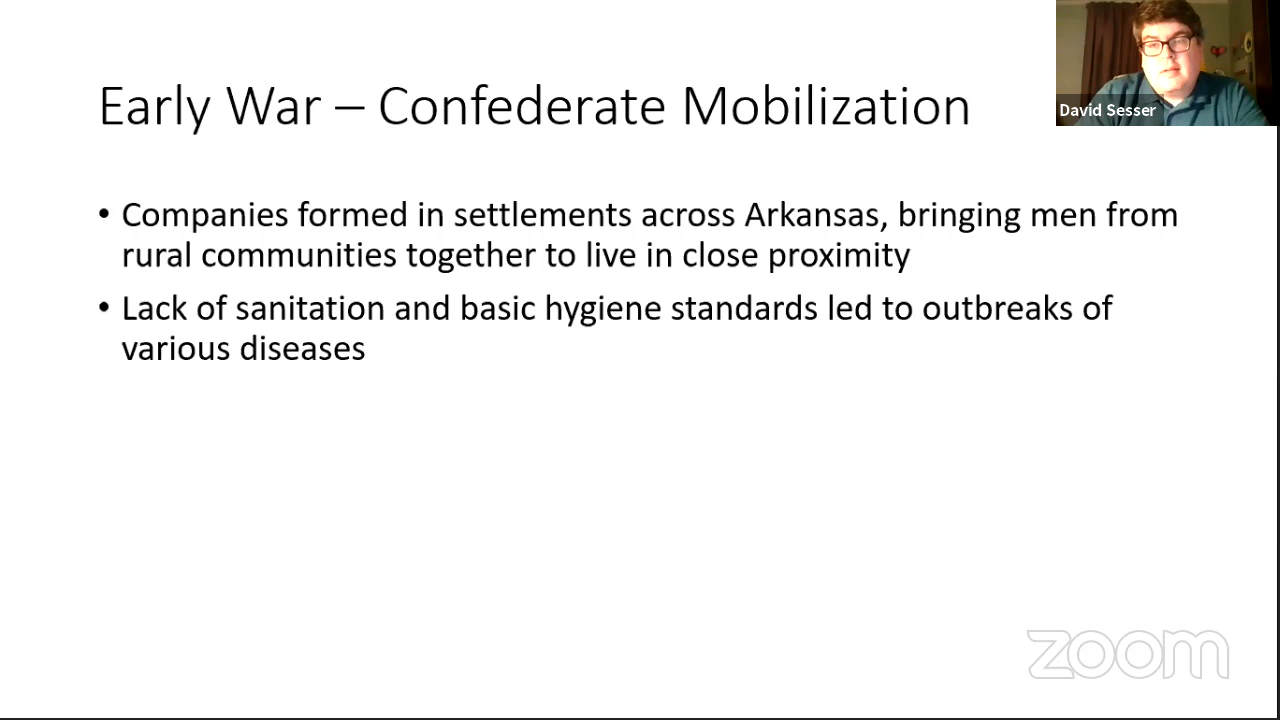 Early War – Confederate Mobilization
David Sesser
• Companies formed in settlements across Arkansas, bringing men from
rural communities together to live in close proximity
• Lack of sanitation and basic hygiene standards led to outbreaks of
various diseases
zoom